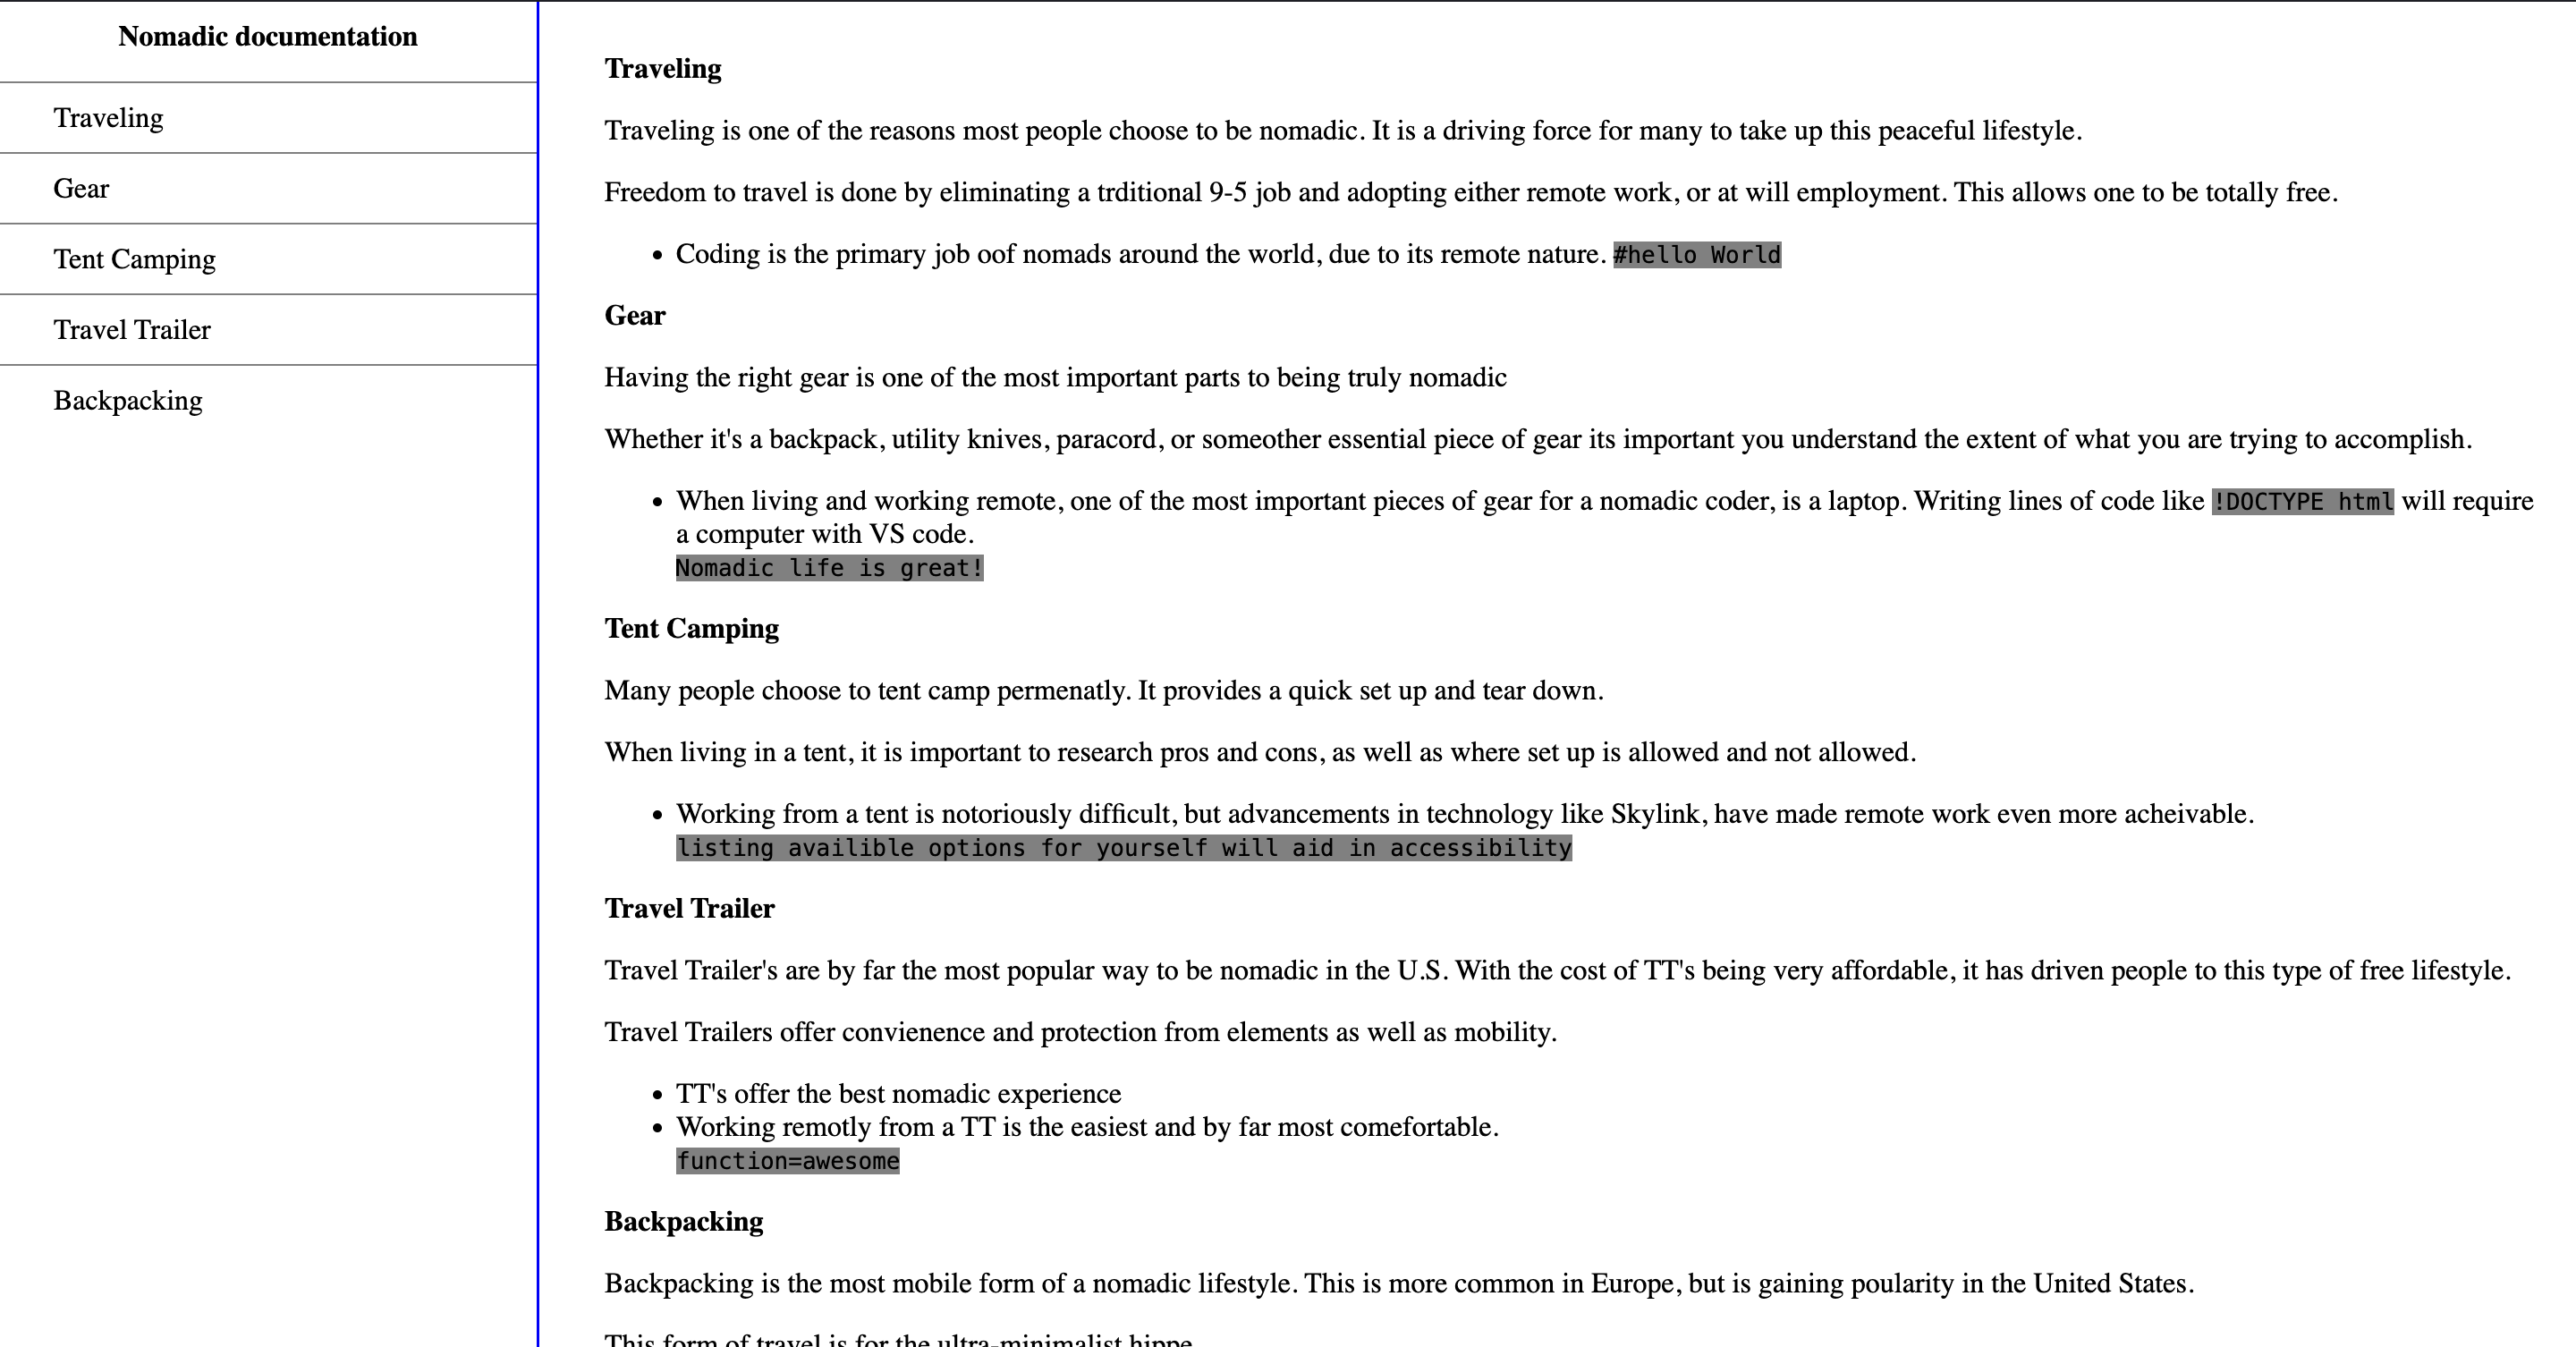 Nomadic documentation
Traveling
Gear
Tent Camping
Travel Trailer
Backpacking
Traveling
Traveling is one of the reasons most people choose to be nomadic. It is a driving force for many to take up this peaceful lifestyle.
Freedom to travel is done by eliminating a trditional 9-5 job and adopting either remote work, or at will employment. This allows one to be totally free.
• Coding is the primary job oof nomads around the world, due to its remote nature. #hello World
Gear
Having the right gear is one of the most important parts to being truly nomadic
Whether it's a backpack, utility knives, paracord, or someother essential piece of gear its important you understand the extent of what you are trying to accomplish.
• When living and working remote, one of the most important pieces of gear for a nomadic coder, is a laptop. Writing lines of code like !DOCTYPE html will require
a computer with VS code.
Nomadic life is great!
Tent Camping
Many people choose to tent camp permenatly. It provides a quick set up and tear down.
When living in a tent, it is important to research pros and cons, as well as where set up is allowed and not allowed.
• Working from a tent is notoriously difficult, but advancements in technology like Skylink, have made remote work even more acheivable.
listing availible options for yourself will aid in accessibility
Travel Trailer
Travel Trailer's are by far the most popular way to be nomadic in the U.S. With the cost of TT's being very affordable, it has driven people to this type of free lifestyle.
Travel Trailers offer convienence and protection from elements as well as mobility.
• TT's offer the best nomadic experience
• Working remotly from a TT is the easiest and by far most comefortable.
function=awesome
Backpacking
Backpacking is the most mobile form of a nomadic lifestyle. This is more common in Europe, but is gaining poularity in the United States.
This form of travel is for the ultra-minimalist hippe